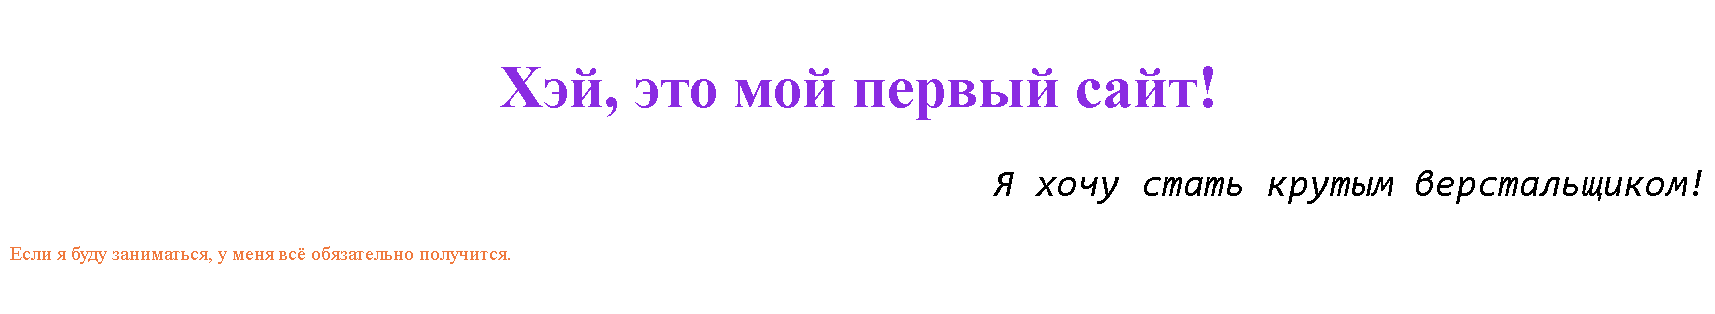 Хэй, это мой первый сайт!
Я хочу стать крутым верстальщиком!
Если я буду заниматься, у меня всё обязательно получится.